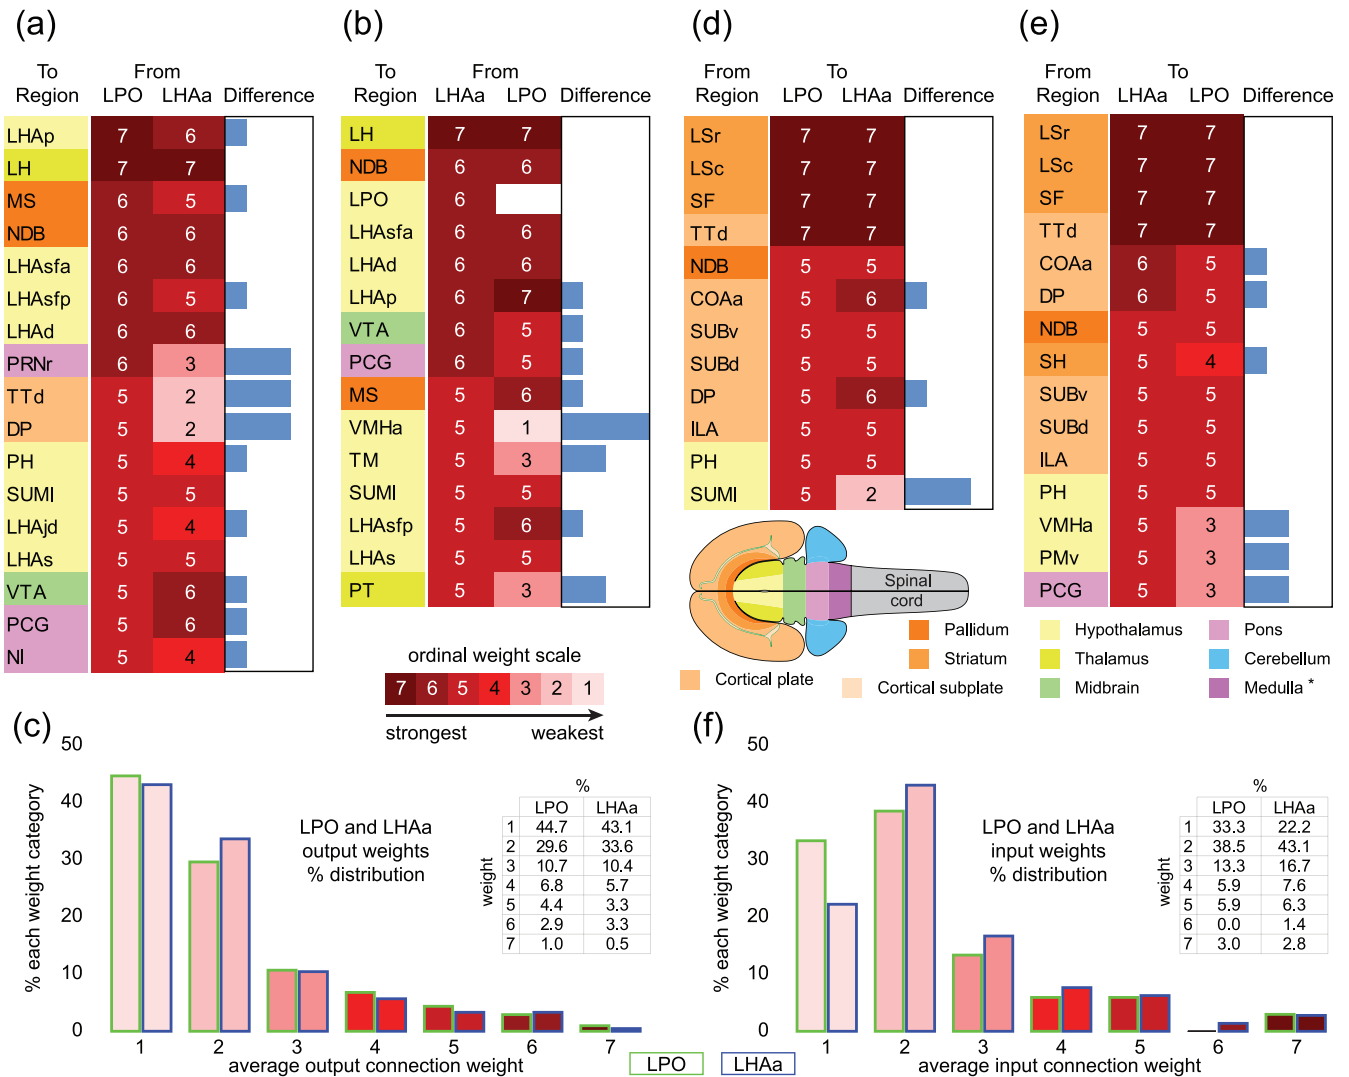 (a)
To From
Region LPO LHAa Difference
LHAp 7 6
LH 7 7
MS 6 5
NDB 6 6
LHAsfa 6 6
LHAsfp 6 5
LHAd 6 6
PRNr 6 3
TTd 5 2
DP 5 2
PH 5 4
SUMl 5 5
LHAjd 5 4
LHAs 5 5
VTA 5 6
PCG 5 6
NI 5 4
(b)
To From
Region LHAa LPO Difference
LH 7 7
NDB 6 6
LPO 6
LHAsfa 6 6
LHAd 6 6
LHAp 6 7
VTA 6 5
PCG 6 5
MS 5 6
VMHa 5 1
TM 5 3
SUMl 5 5
LHAsfp 5 6
LHAs 5 5
PT 5 3
ordinal weight scale
7 6 5 4 3 2 1
strongest weakest
(d)
From To
Region LPO LHAa Difference
LSr 7 7
LSc 7 7
SF 7 7
TTd 7 7
NDB 5 5
COAa 5 6
SUBv 5 5
SUBd 5 5
DP 5 6
ILA 5 5
PH 5 5
SUMl 5 2
(e)
From To
Region LHAa LPO Difference
LSr 7 7
LSc 7 7
SF 7 7
TTd 7 7
COAa 6 5
DP 6 5
NDB 5 5
SH 5 4
SUBv 5 5
SUBd 5 5
ILA 5 5
PH 5 5
VMHa 5 3
PMv 5 3
PCG 5 3
Spinal
cord
Pallidum Hypothalamus Pons
Striatum Thalamus Cerebellum
Cortical plate Cortical subplate Midbrain Medulla *
(c)
% each weight category
50
40
30
20
10
0
LPO and LHAa
output weights
% distribution
%
LPO LHAa
weight
1 44.7 43.1
2 29.6 33.6
3 10.7 10.4
4 6.8 5.7
5 4.4 3.3
6 2.9 3.3
7 1.0 0.5
1 2 3 4 5 6 7
average output connection weight
LPO LHAa
(f)
% each weight category
50
40
30
20
10
0
LPO and LHAa
input weights
% distribution
%
LPO LHAa
weight
1 33.3 22.2
2 38.5 43.1
3 13.3 16.7
4 5.9 7.6
5 5.9 6.3
6 0.0 1.4
7 3.0 2.8
1 2 3 4 5 6 7
average input connection weight